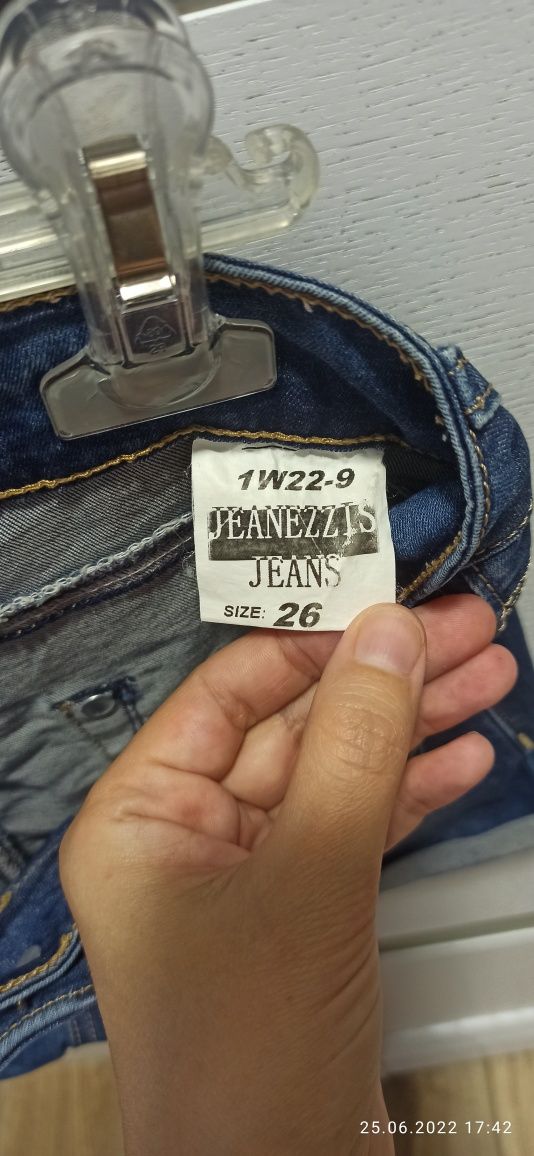 1W22-9
JEANEZZIS
JEANS
SIZE: 26
25.06.2022 17:42